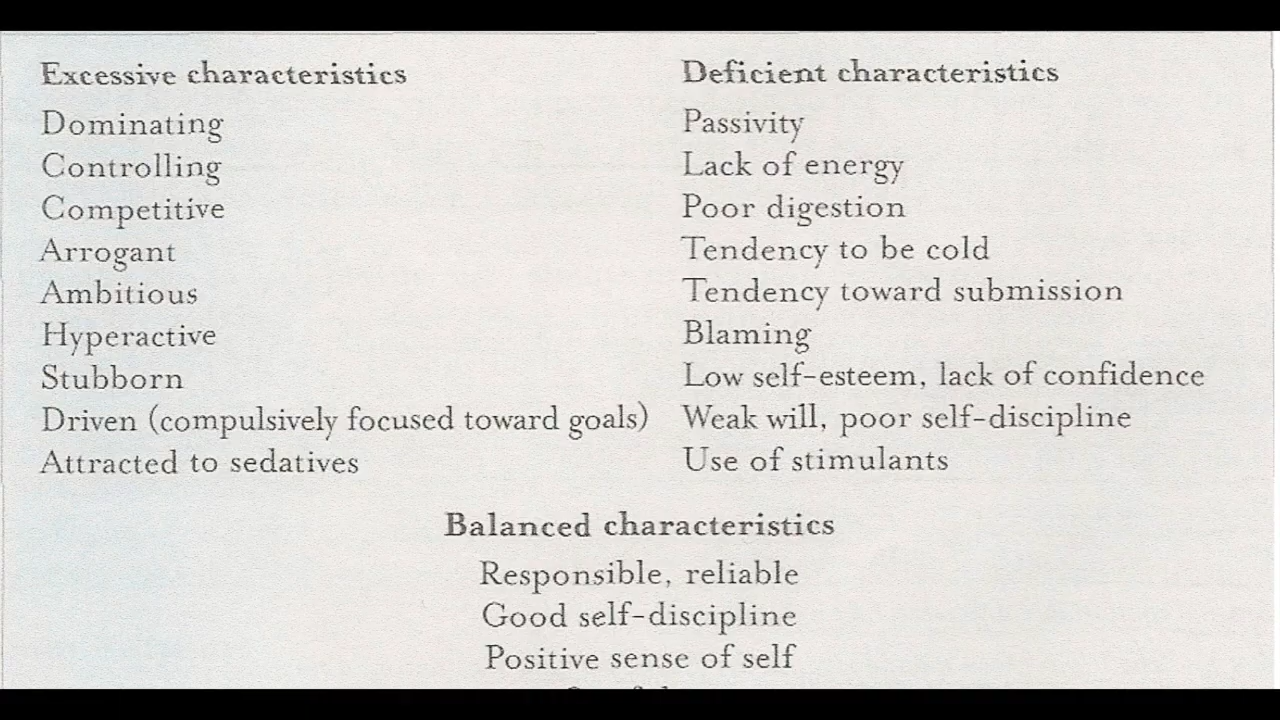 Excessive characteristics
Dominating
Controlling
Competitive
Arrogant
Ambitious
Hyperactive
Stubborn
Driven (compulsively focused toward goals)
Attracted to sedatives
Deficient characteristics
Passivity
Lack of energy
Poor digestion
Tendency to be cold
Tendency toward submission
Blaming
Low self-esteem, lack of confidence
Weak will, poor self-discipline
Use of stimulants
Balanced characteristics
Responsible, reliable
Good self-discipline
Positive sense of self